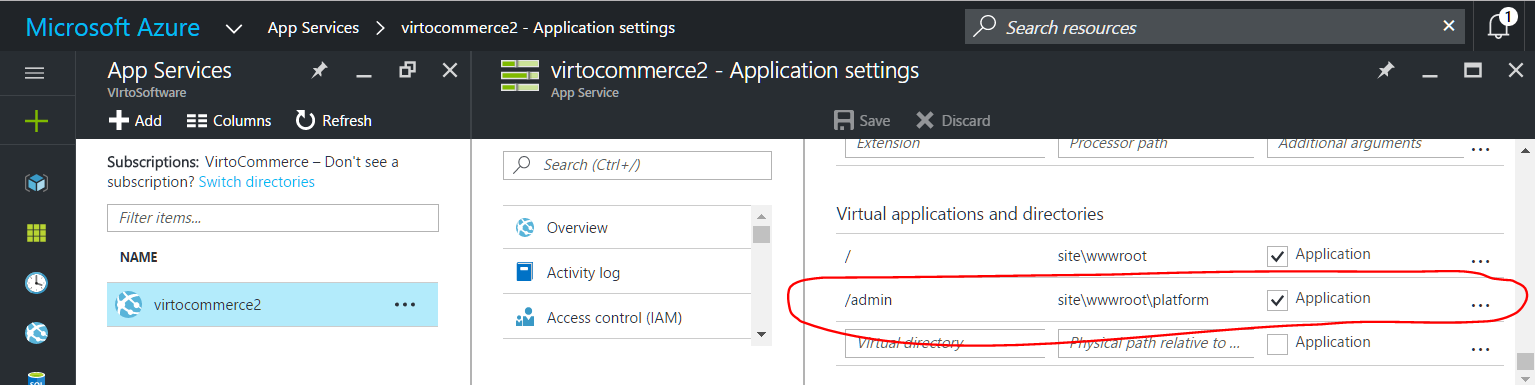 Microsoft Azure App Services > virtocommerce2 - Application settings Search resources 1
App Services
VIrtoSoftware
Add Columns Refresh
Subscriptions: VirtoCommerce – Don't see a
subscription? Switch directories
Filter items...
NAME
virtocommerce2 ...
virtocommerce2 - Application settings
App Service
Save Discard
Search (Ctrl+/)
Overview
Activity log
Access control (IAM)
Extension Processor path Additional arguments ...
Virtual applications and directories
/ site\wwwroot Application ...
/admin site\wwwroot\platform Application ...
Virtual directory Physical path relative to ... Application ...
SQL